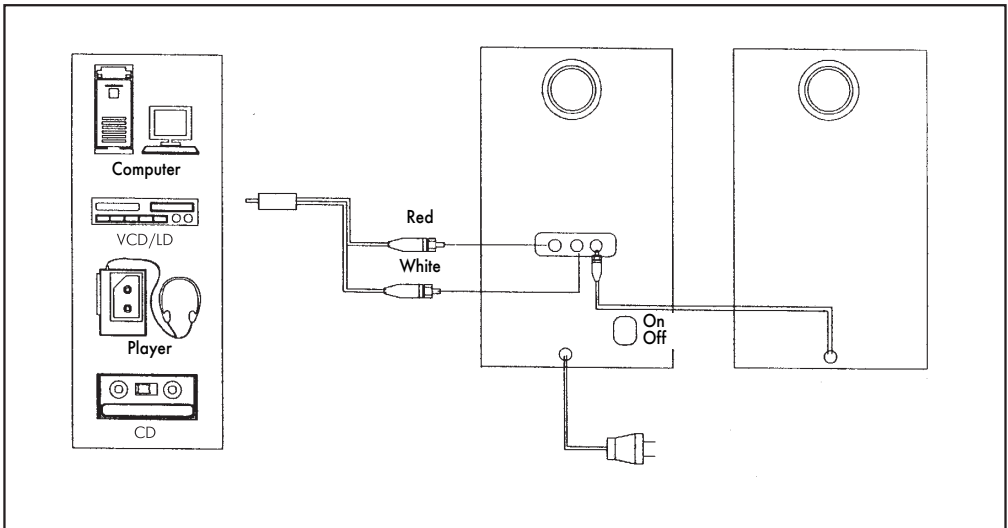 Computer
VCD/LD
Player
CD
Red
White
On
Off